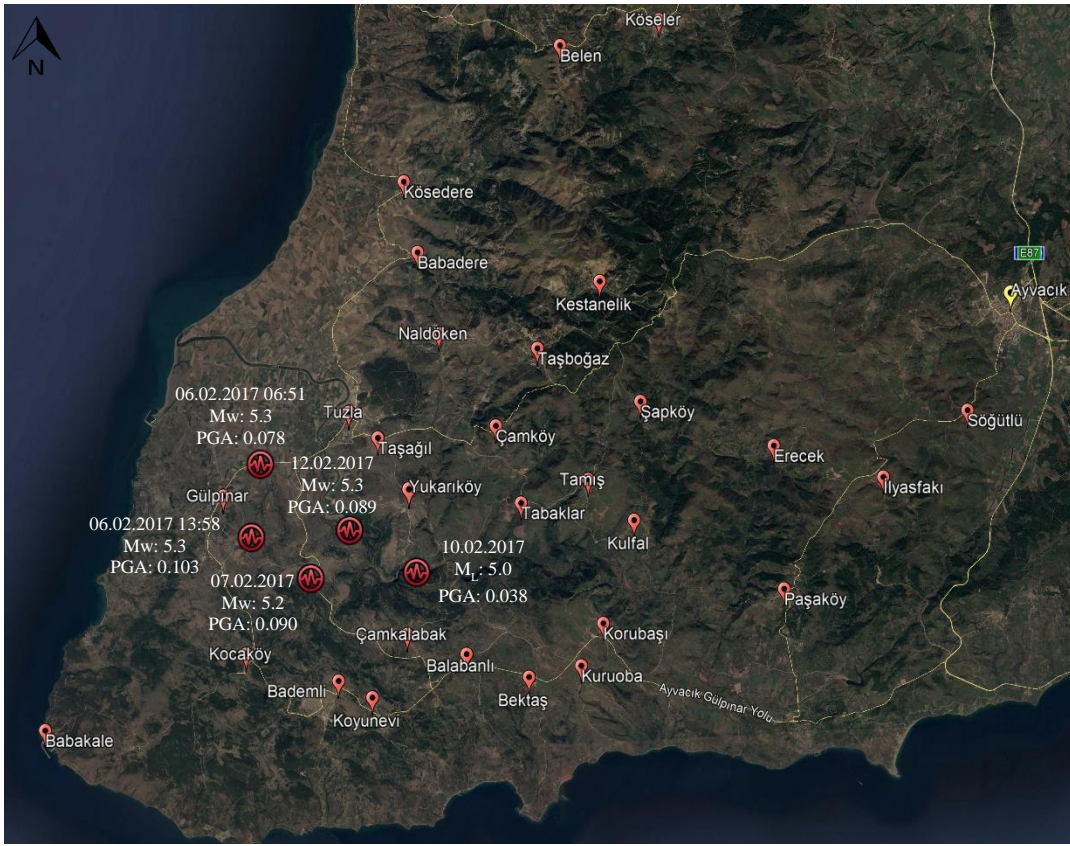 Köseler
Belen
N
Kösedere
Babadere
E87
Ayvacık
Kestanelik
Naldöken
Taşboğaz
06.02.2017 06:51
Mw: 5.3
PGA: 0.078
Tuzla
Şapköy
Söğütlü
Çamköy
Taşağıl
Erecek
12.02.2017
Mw: 5.3
PGA: 0.089
Gülpınar
Yukarıköy
Tamış
İlyasfakı
Tabaklar
06.02.2017 13:58
Mw: 5.3
PGA: 0.103
Kulfal
10.02.2017
ML: 5.0
PGA: 0.038
07.02.2017
Mw: 5.2
PGA: 0.090
Paşaköy
Çamkalabak
Korubaşı
Kocaköy
Balabanlı
Kuruoba
Bademli
Bektaş
Ayvacık Gülpınar Yolu
Koyunevi
Babakale